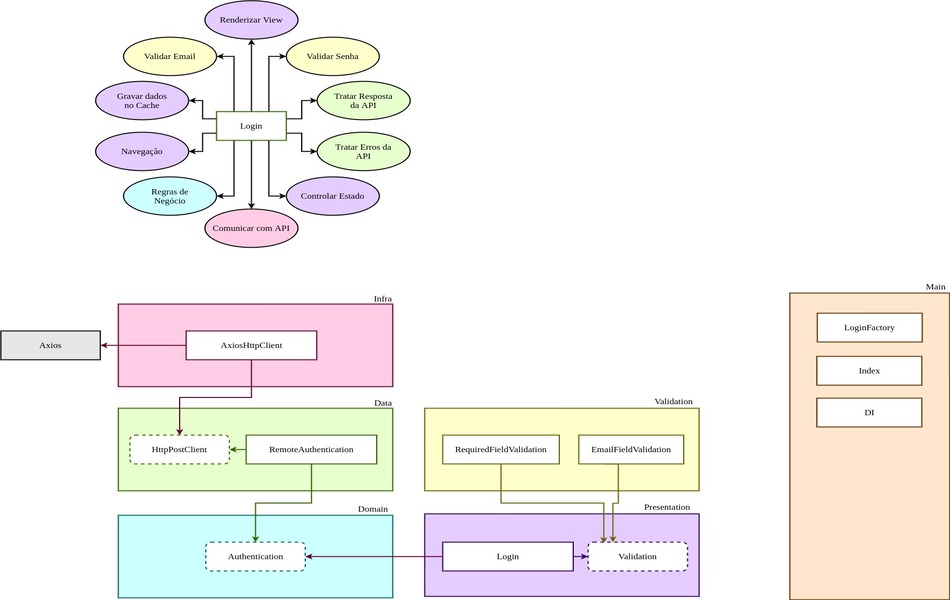 Renderizar View
Validar Email
Validar Senha
Gravar dados
no Cache
Tratar Resposta
da API
Login
Navegação
Tratar Erros da
API
Regras de
Negócio
Controlar Estado
Comunicar com API
Infra
Main
Axios
AxiosHttpClient
LoginFactory
Index
DI
Data
Validation
HttpPostClient
RemoteAuthentication
RequiredFieldValidation
EmailFieldValidation
Domain
Presentation
Authentication
Login
Validation